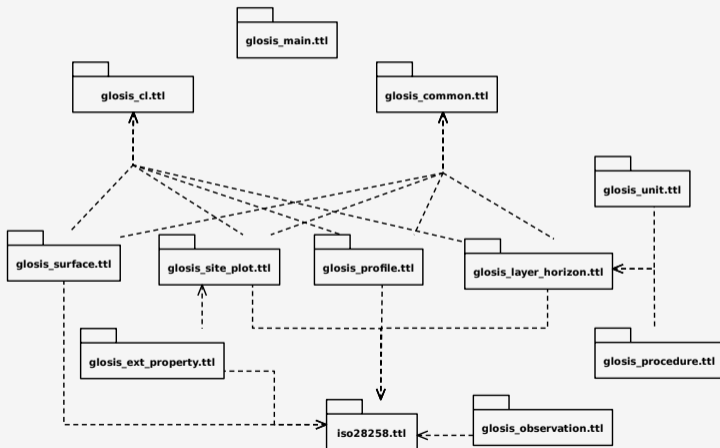 glosis_main.ttl
glosis_cl.ttl
glosis_common.ttl
glosis_unit.ttl
glosis_surface.ttl
glosis_site_plot.ttl
glosis_profile.ttl
glosis_layer_horizon.ttl
glosis_ext_property.ttl
glosis_procedure.ttl
iso28258.ttl
glosis_observation.ttl